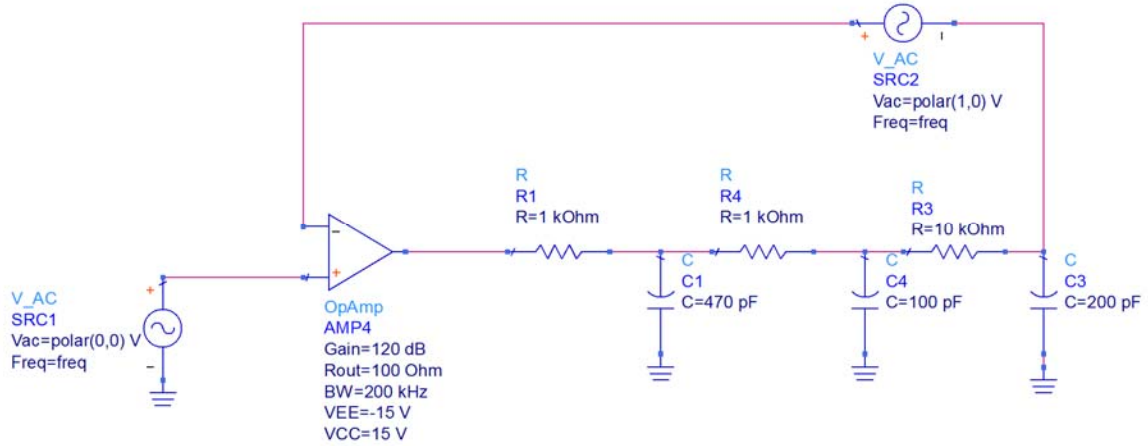 V_AC
SRC2
Vac=polar(1,0) V
Freq=freq
R
R1
R=1 kOhm
R
R4
R=1 kOhm
R
R3
R=10 kOhm
C
C1
C=470 pF
C
C4
C=100 pF
C
C3
C=200 pF
V_AC
SRC1
Vac=polar(0,0) V
Freq=freq
OpAmp
AMP4
Gain=120 dB
Rout=100 Ohm
BW=200 kHz
VEE=-15 V
VCC=15 V